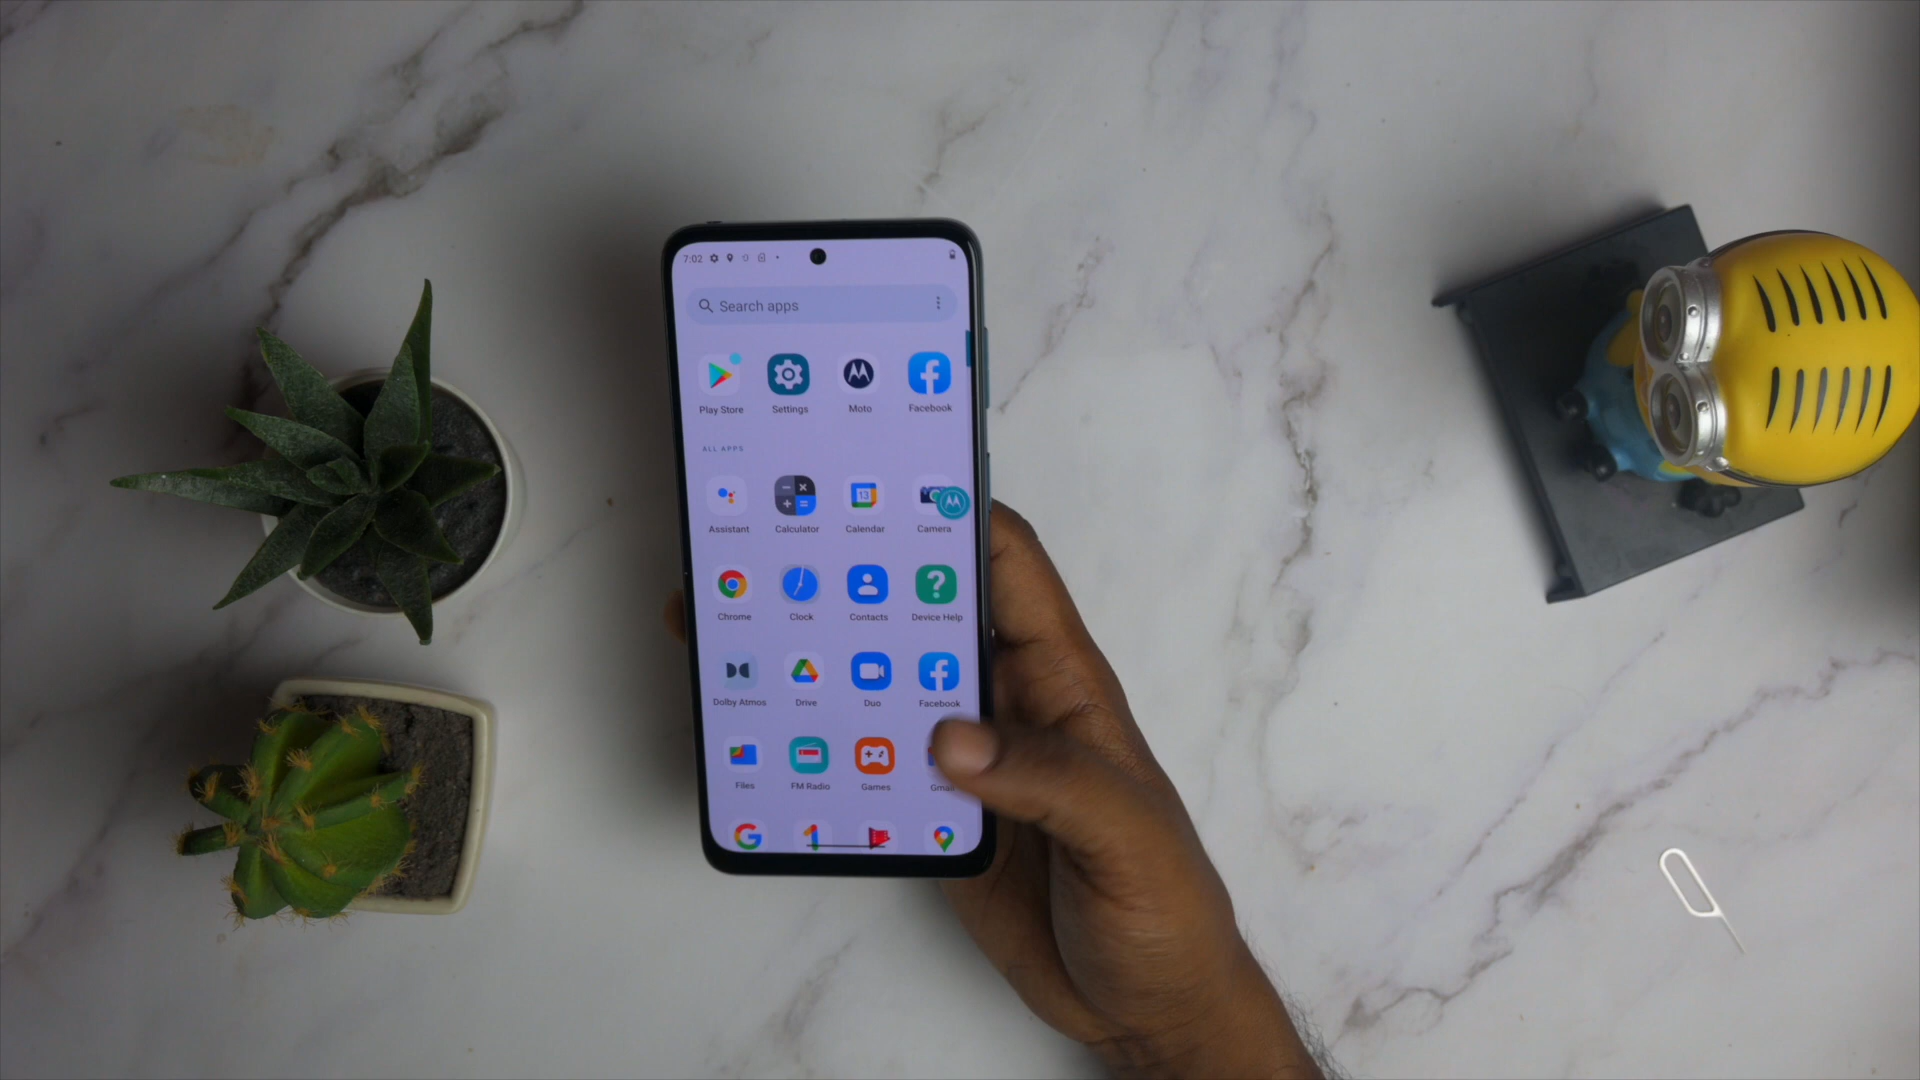 7:02
Search apps
Play Store Settings Moto Facebook
ALL APPS
13
Assistant Calculator Calendar Camera
Chrome Clock Contacts Device Help
Dolby Atmos Drive Duo Facebook
Files FM Radio Games Gmail